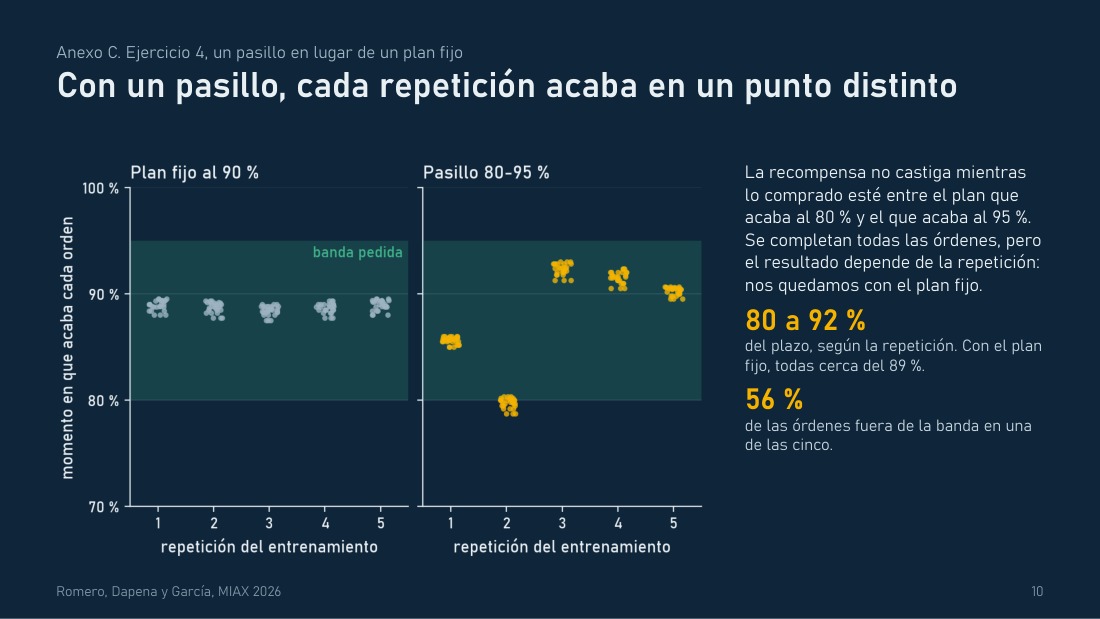 Anexo C. Ejercicio 4, un pasillo en lugar de un plan fijo
Con un pasillo, cada repetición acaba en un punto distinto
Plan fijo al 90 %
Pasillo 80-95 %
momento en que acaba cada orden
100 %
90 %
80 %
70 %
banda pedida
1 2 3 4 5
1 2 3 4 5
repetición del entrenamiento
repetición del entrenamiento
La recompensa no castiga mientras
lo comprado esté entre el plan que
acaba al 80 % y el que acaba al 95 %.
Se completan todas las órdenes, pero
el resultado depende de la repetición:
nos quedamos con el plan fijo.
80 a 92 %
del plazo, según la repetición. Con el plan
fijo, todas cerca del 89 %.
56 %
de las órdenes fuera de la banda en una
de las cinco.
Romero, Dapena y García, MIAX 2026
10